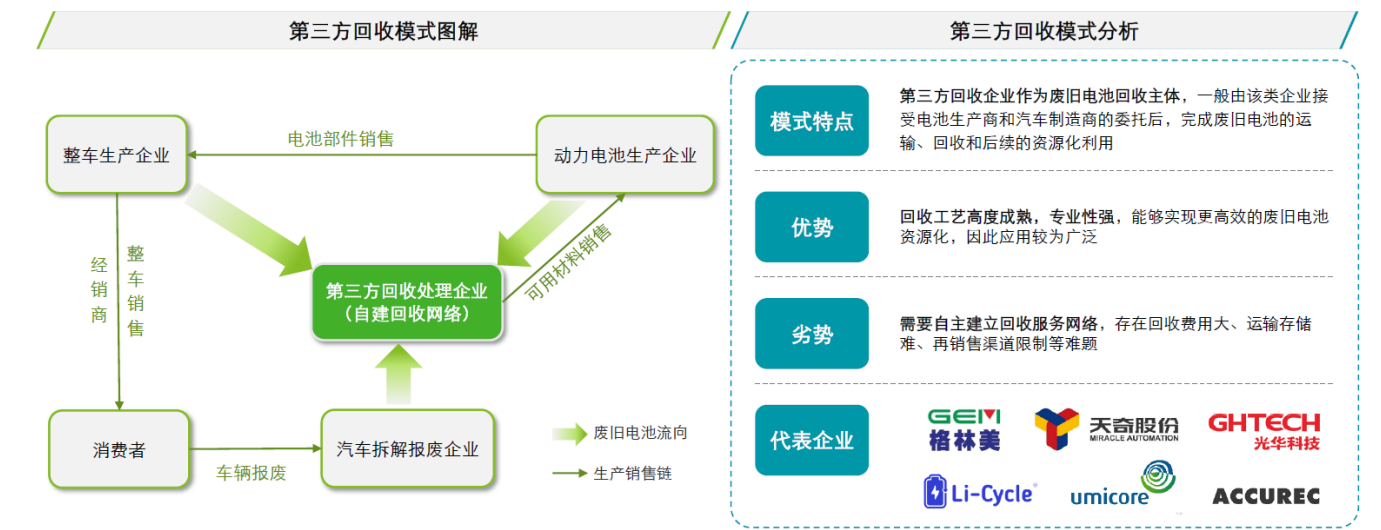 第三方回收模式图解
整车生产企业
电池部件销售
动力电池生产企业
经销商
整车销售
可用材料销售
第三方回收处理企业
（自建回收网络）
消费者
车辆报废
汽车拆解报废企业
废旧电池流向
生产销售链
第三方回收模式分析
模式特点
第三方回收企业作为废旧电池回收主体，一般由该类企业接
受电池生产商和汽车制造商的委托后，完成废旧电池的运
输、回收和后续的资源化利用
优势
回收工艺高度成熟，专业性强，能够实现更高效的废旧电池
资源化，因此应用较为广泛
劣势
需要自主建立回收服务网络，存在回收费用大、运输存储
难、再销售渠道限制等难题
代表企业
GEM
格林美
天奇股份
MIRACLE AUTOMATION
GHTECH
光华科技
Li-Cycle
umicore
ACCUREC